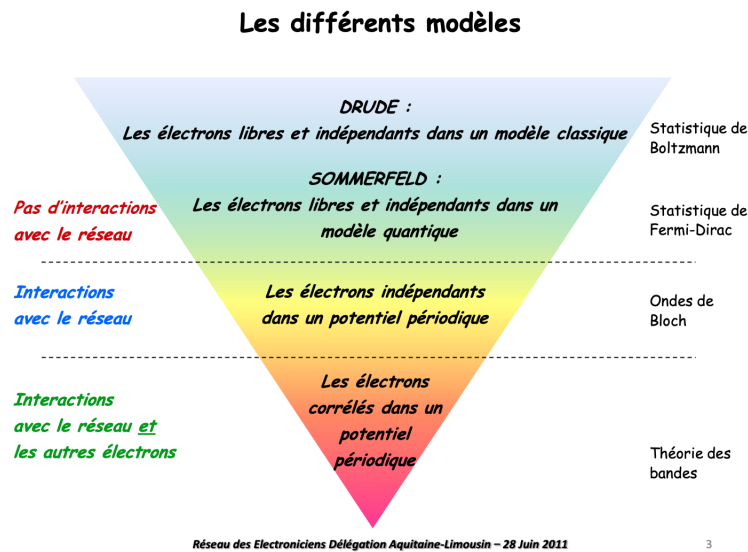 Les différents modèles
DRUDE :
Les électrons libres et indépendants dans un modèle classique
Statistique de
Boltzmann
SOMMERFELD :
Les électrons libres et indépendants dans un
modèle quantique
Pas d'interactions
avec le réseau
Statistique de
Fermi-Dirac
Interactions
avec le réseau
Les électrons indépendants
dans un potentiel périodique
Ondes de
Bloch
Interactions
avec le réseau et
les autres électrons
Les électrons
corrélés dans un
potentiel
périodique
Théorie des
bandes
Réseau des Electroniciens Délégation Aquitaine-Limousin – 28 Juin 2011
3